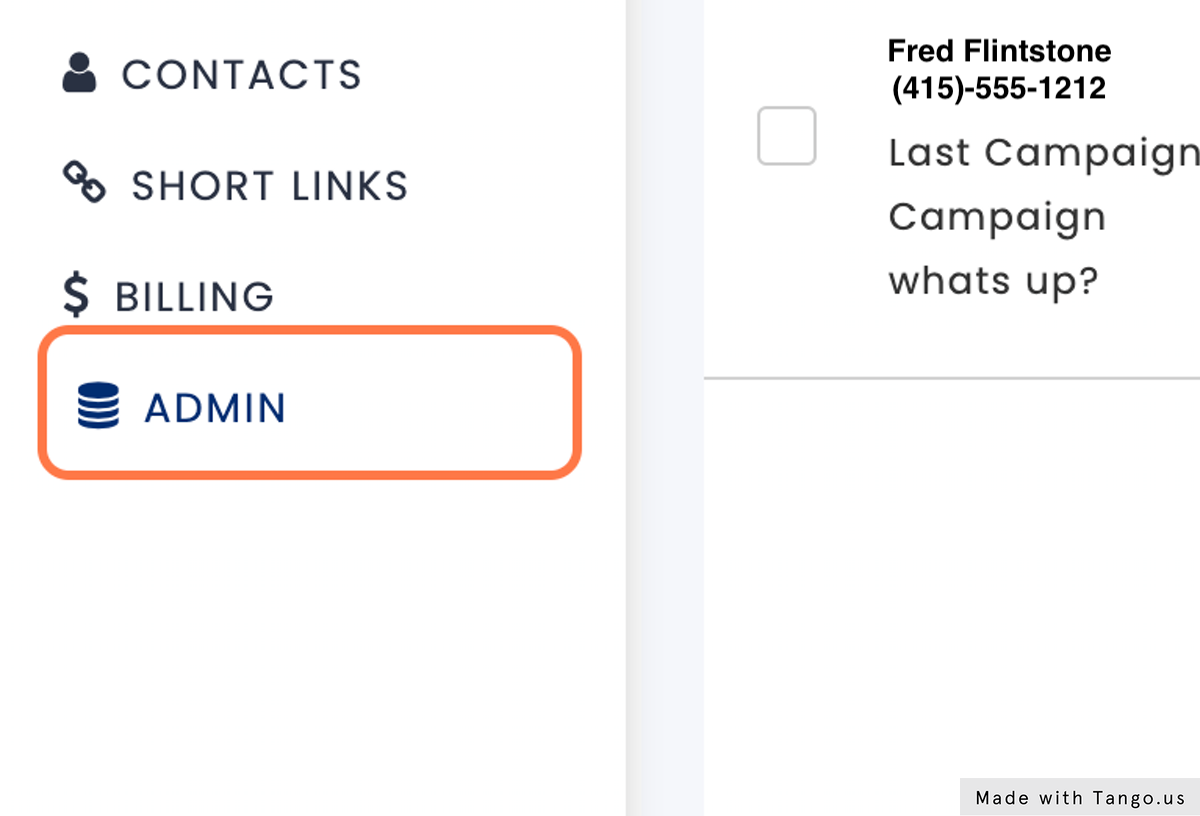 CONTACTS
SHORT LINKS
$ BILLING
ADMIN
Fred Flintstone
(415)-555-1212
Last Campaign
Campaign
whats up?
Made with Tango.us